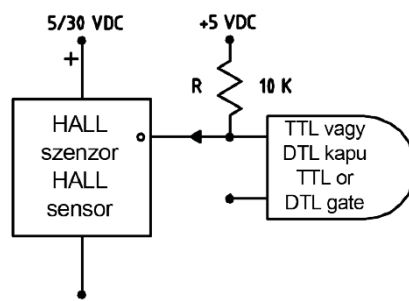 5/30 VDC
+5 VDC
+
R
10 K
HALL
szenzor
HALL
sensor
TTL vagy
DTL kapu
TTL or
DTL gate